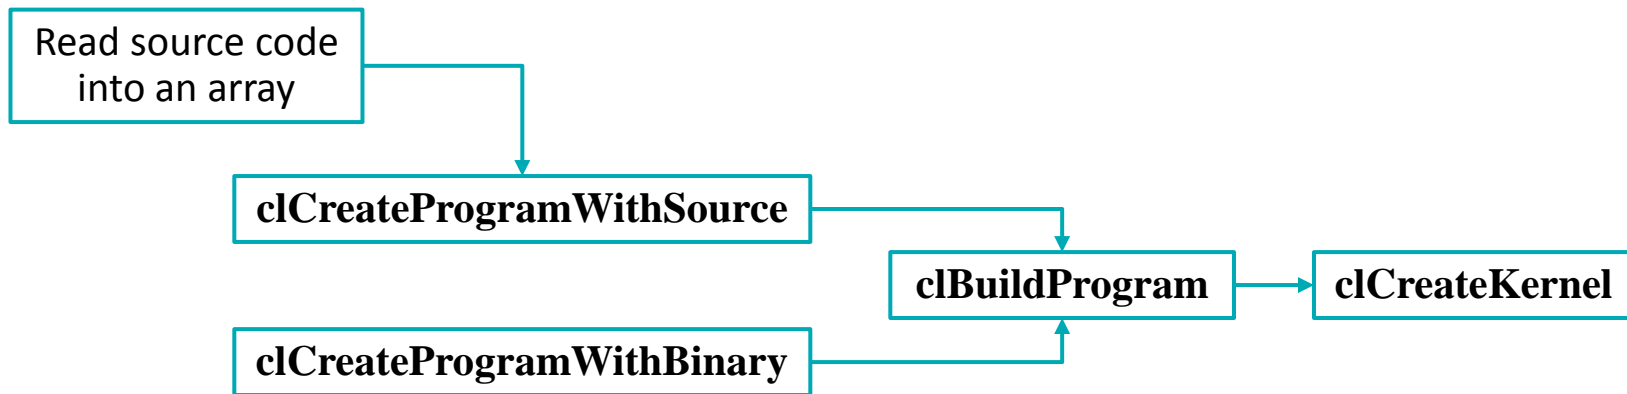 Read source code
into an array
clCreateProgramWithSource
clBuildProgram
clCreateKernel
clCreateProgramWithBinary